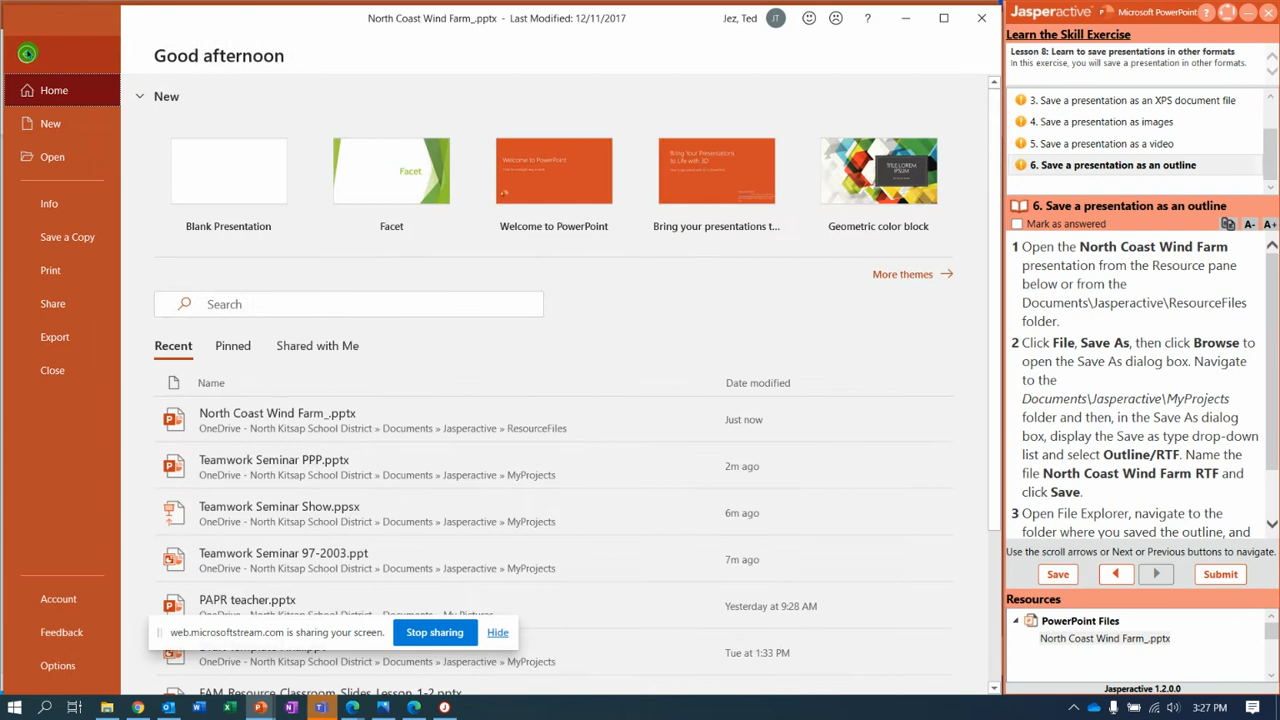 North Coast Wind Farm_.pptx - Last Modified: 12/11/2017
Jez, Ted
JT
?
Good afternoon
Home
New
Open
Info
Save a Copy
Print
Share
Export
Close
Account
Feedback
Options
New
Facet
Welcome to PowerPoint
Bring Your Presentations
to Life with 3D
TITLE LOREM
IPSUM
Blank Presentation
Facet
Welcome to PowerPoint
Bring your presentations t...
Geometric color block
More themes
Search
Recent
Pinned
Shared with Me
Name
Date modified
North Coast Wind Farm_.pptx
OneDrive - North Kitsap School District » Documents » Jasperactive » ResourceFiles
Just now
Teamwork Seminar PPP.pptx
OneDrive - North Kitsap School District » Documents » Jasperactive » MyProjects
2m ago
Teamwork Seminar Show.ppsx
OneDrive - North Kitsap School District » Documents » Jasperactive » MyProjects
6m ago
Teamwork Seminar 97-2003.ppt
OneDrive - North Kitsap School District » Documents » Jasperactive » MyProjects
7m ago
PAPR teacher.pptx
Yesterday at 9:28 AM
web.microsoftstream.com is sharing your screen.
Stop sharing
Hide
OneDrive - North Kitsap School District » Documents » Jasperactive » MyProjects
Tue at 1:33 PM
FAM Resource Classroom Slides Lesson 1-2.pptx
Jasperactive
Microsoft PowerPoint
?
Learn the Skill Exercise
Lesson 8: Learn to save presentations in other formats
In this exercise, you will save a presentation in other formats.
3. Save a presentation as an XPS document file
4. Save a presentation as images
5. Save a presentation as a video
6. Save a presentation as an outline
6. Save a presentation as an outline
Mark as answered
A-
A+
1 Open the North Coast Wind Farm
presentation from the Resource pane
below or from the
Documents\Jasperactive\ResourceFiles
folder.
2 Click File, Save As, then click Browse to
open the Save As dialog box. Navigate
to the
Documents\Jasperactive\MyProjects
folder and then, in the Save As dialog
box, display the Save as type drop-down
list and select Outline/RTF. Name the
file North Coast Wind Farm RTF and
click Save.
3 Open File Explorer, navigate to the
folder where you saved the outline, and
Use the scroll arrows or Next or Previous buttons to navigate.
Save
Submit
Resources
PowerPoint Files
North Coast Wind Farm_.pptx
Jasperactive 1.2.0.0
3:27 PM